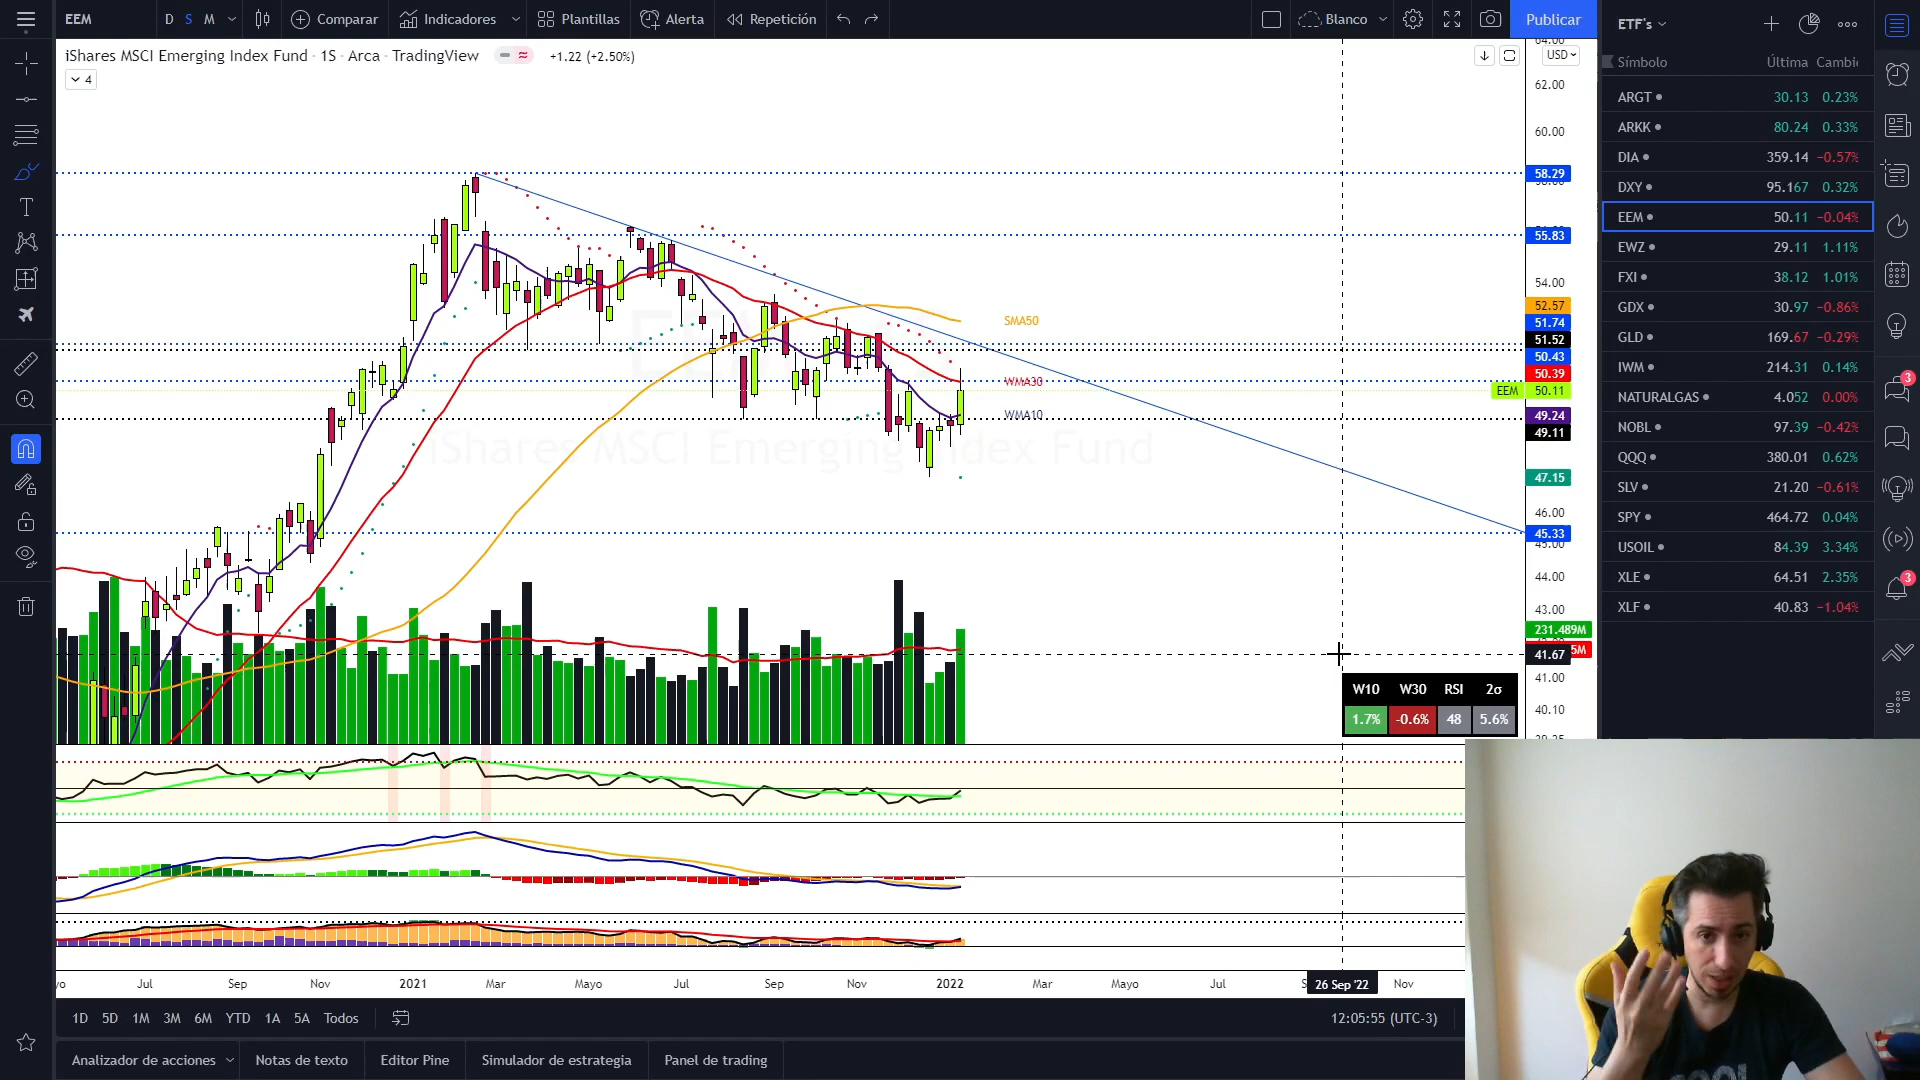 EEM
D S M
Comparar
Indicadores
Plantillas
Alerta
Repetición
Blanco
Publicar
ETF's
iShares MSCI Emerging Index Fund · 1S · Arca · TradingView
+1.22 (+2.50%)
4
USD
Símbolo Última
ARGT 30.13 0.23%
ARKK 80.24 0.33%
DIA 359.14 −0.57%
DXY 95.167 0.32%
EEM 50.11 −0.04%
EWZ 29.11 1.11%
FXI 38.12 1.01%
GDX 30.97 −0.86%
GLD 169.67 −0.29%
IWM 214.31 0.14%
NATURALGAS 4.052 0.00%
NOBL 97.39 −0.42%
QQQ 380.01 0.62%
SLV 21.20 −0.61%
SPY 464.72 0.04%
USOIL 84.39 3.34%
XLE 64.51 2.35%
XLF 40.83 −1.04%
3
3
62.00
60.00
58.29
55.83
54.00
52.57
51.74
51.52
50.43
50.39
EEM 50.11
49.24
49.11
47.15
46.00
45.33
45.00
44.00
43.00
231.489M
5M
41.67
41.00
40.10
SMA50
WMA30
WMA10
iShares MSCI Emerging Index Fund
W10 W30 RSI 2σ
1.7% -0.6% 48 5.6%
Jul Sep Nov 2021 Mar Mayo Jul Sep Nov 2022 Mar Mayo Jul 26 Sep '22 Nov
1D 5D 1M 3M 6M YTD 1A 5A Todos
12:05:55 (UTC-3)
Analizador de acciones
Notas de texto
Editor Pine
Simulador de estrategia
Panel de trading